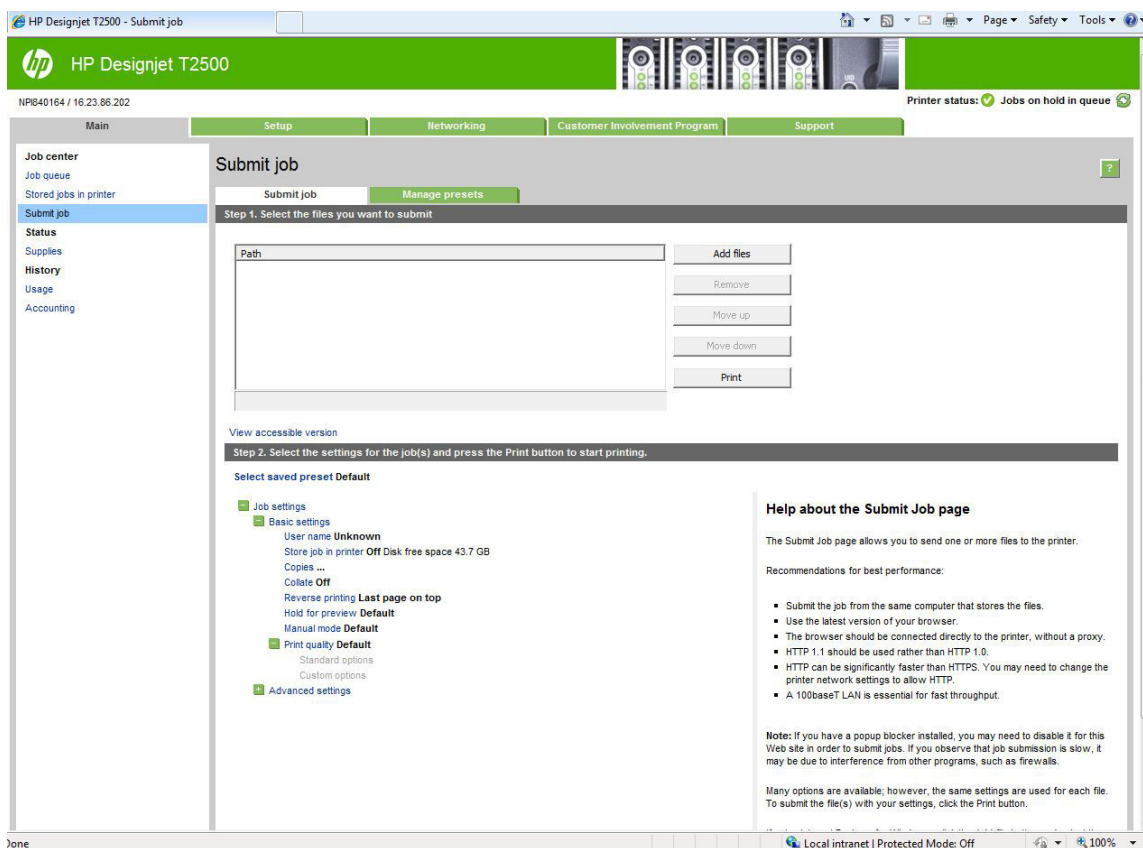 HP Designjet T2500 - Submit job
Page Safety Tools
hp HP Designjet T2500
UID
NPI840164 / 16.23.86.202
Printer status: Jobs on hold in queue
Main Setup Networking Customer Involvement Program Support
Job center
Job queue
Stored jobs in printer
Submit job
Status
Supplies
History
Usage
Accounting
Submit job
?
Submit job Manage presets
Step 1. Select the files you want to submit
Path
Add files
Remove
Move up
Move down
Print
View accessible version
Step 2. Select the settings for the job(s) and press the Print button to start printing.
Select saved preset Default
Job settings
Basic settings
User name Unknown
Store job in printer Off Disk free space 43.7 GB
Copies ...
Collate Off
Reverse printing Last page on top
Hold for preview Default
Manual mode Default
Print quality Default
Standard options
Custom options
Advanced settings
Help about the Submit Job page
The Submit Job page allows you to send one or more files to the printer.
Recommendations for best performance:
Submit the job from the same computer that stores the files.
Use the latest version of your browser.
The browser should be connected directly to the printer, without a proxy.
HTTP 1.1 should be used rather than HTTP 1.0.
HTTP can be significantly faster than HTTPS. You may need to change the
printer network settings to allow HTTP.
A 100baseT LAN is essential for fast throughput.
Note: If you have a popup blocker installed, you may need to disable it for this
Web site in order to submit jobs. If you observe that job submission is slow, it
may be due to interference from other programs, such as firewalls.
Many options are available; however, the same settings are used for each file.
To submit the file(s) with your settings, click the Print button.
Done
Local intranet | Protected Mode: Off
100%